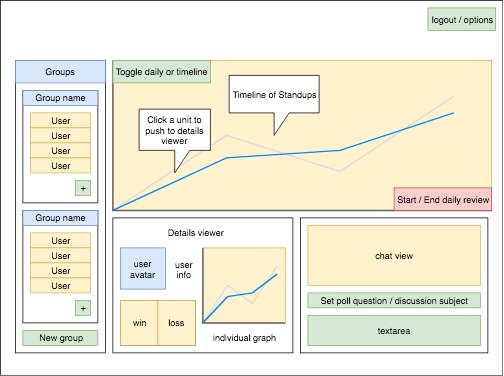 logout / options
Groups
Group name
User
User
User
User
+
Group name
User
User
User
User
+
New group
Toggle daily or timeline
Timeline of Standups
Click a unit to
push to details
viewer
Start / End daily review
Details viewer
user
avatar
user
info
win
loss
individual graph
chat view
Set poll question / discussion subject
textarea